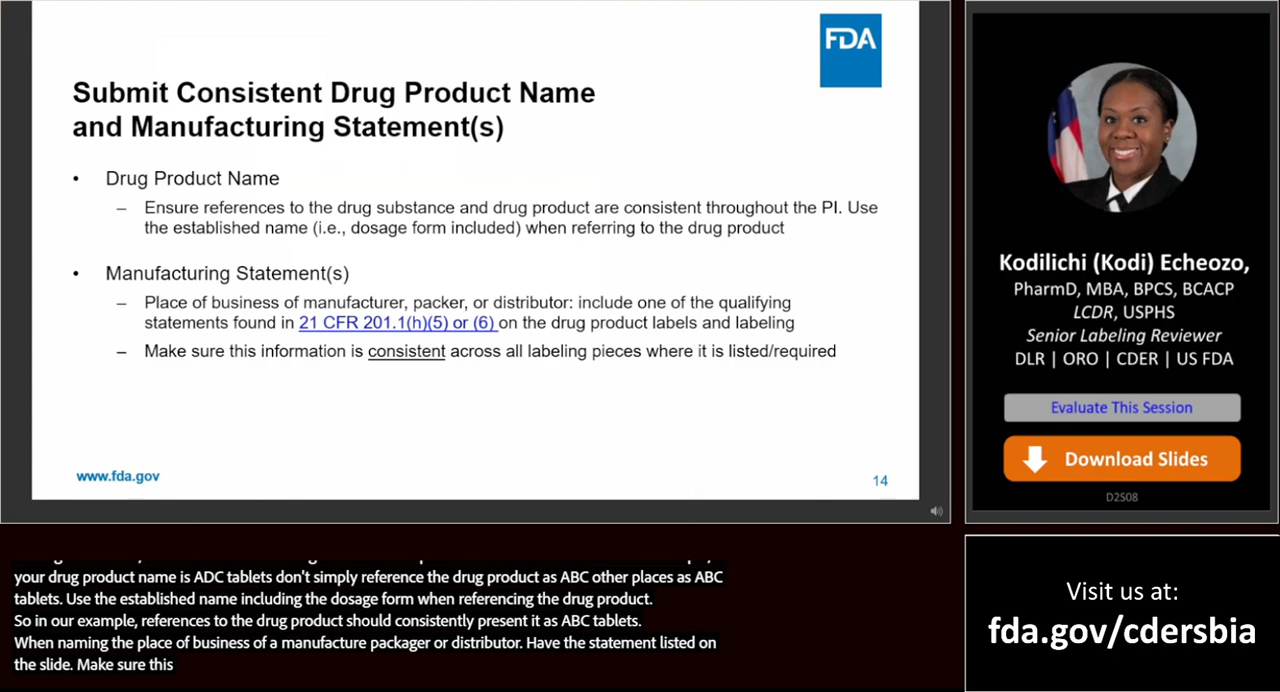 FDA
Submit Consistent Drug Product Name
and Manufacturing Statement(s)
• Drug Product Name
– Ensure references to the drug substance and drug product are consistent throughout the PI. Use
the established name (i.e., dosage form included) when referring to the drug product
• Manufacturing Statement(s)
– Place of business of manufacturer, packer, or distributor: include one of the qualifying
statements found in 21 CFR 201.1(h)(5) or (6) on the drug product labels and labeling
– Make sure this information is consistent across all labeling pieces where it is listed/required
www.fda.gov
14
Kodilichi (Kodi) Echeozo,
PharmD, MBA, BPCS, BCACP
LCDR, USPHS
Senior Labeling Reviewer
DLR | ORO | CDER | US FDA
Evaluate This Session
Download Slides
D2S08
your drug product name is ADC tablets don't simply reference the drug product as ABC other places as ABC
tablets. Use the established name including the dosage form when referencing the drug product.
So in our example, references to the drug product should consistently present it as ABC tablets.
When naming the place of business of a manufacture packager or distributor. Have the statement listed on
the slide. Make sure this
Visit us at:
fda.gov/cdersbia